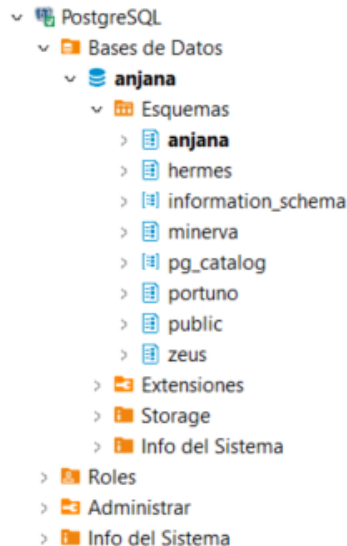 PostgreSQL
Bases de Datos
anjana
Esquemas
anjana
hermes
information_schema
minerva
pg_catalog
portuno
public
zeus
Extensiones
Storage
Info del Sistema
Roles
Administrar
Info del Sistema